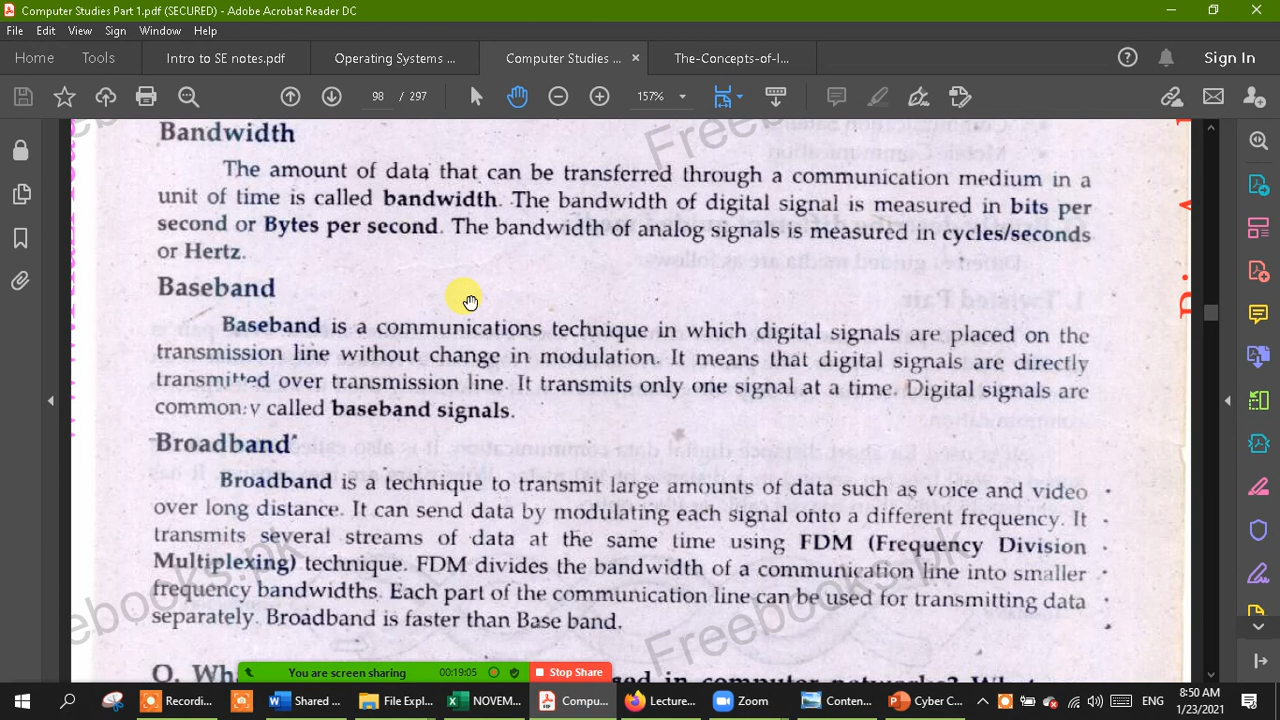 Computer Studies Part 1.pdf (SECURED) - Adobe Acrobat Reader DC
File Edit View Sign Window Help
Home Tools Intro to SE notes.pdf Operating Systems ... Computer Studies ... × The-Concepts-of-I... Sign In
98 / 297 157%
Bandwidth
The amount of data that can be transferred through a communication medium in a
unit of time is called bandwidth. The bandwidth of digital signal is measured in bits per
second or Bytes per second. The bandwidth of analog signals is measured in cycles/seconds
or Hertz.
Baseband
Baseband is a communications technique in which digital signals are placed on the
transmission line without change in modulation. It means that digital signals are directly
transmitted over transmission line. It transmits only one signal at a time. Digital signals are
commonly called baseband signals.
Broadband
Broadband is a technique to transmit large amounts of data such as voice and video
over long distance. It can send data by modulating each signal onto a different frequency. It
transmits several streams of data at the same time using FDM (Frequency Division
Multiplexing) technique. FDM divides the bandwidth of a communication line into smaller
frequency bandwidths. Each part of the communication line can be used for transmitting data
separately. Broadband is faster than Base band.
Freebooks.pk
Freebooks.pk
You are screen sharing 00:19:05 Stop Share
Recordi... Shared ... File Expl... NOVEM... Compu... Lecture... Zoom Conten... Cyber C... ENG 8:50 AM
1/23/2021